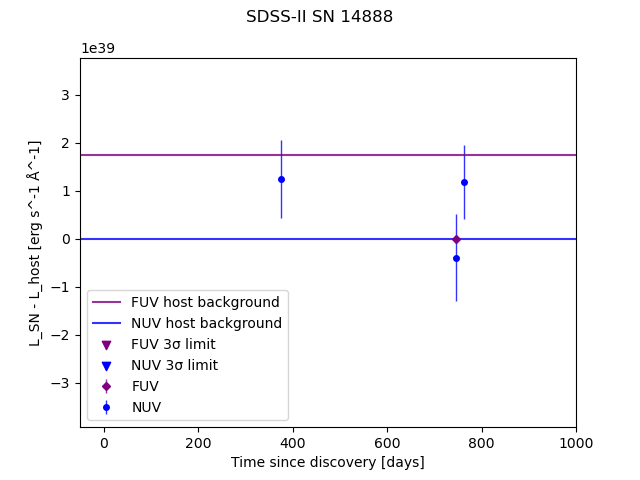 SDSS-II SN 14888
1e39
3
2
1
0
−1
−2
−3
L_SN - L_host [erg s^-1 Å^-1]
FUV host background
NUV host background
FUV 3σ limit
NUV 3σ limit
FUV
NUV
0 200 400 600 800 1000
Time since discovery [days]